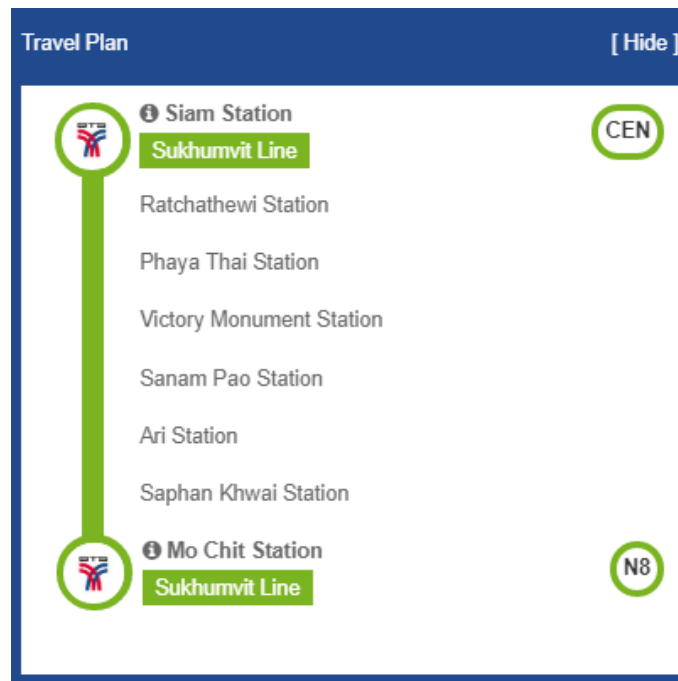 Travel Plan [ Hide ]
Siam Station
CEN
Sukhumvit Line
Ratchathewi Station
Phaya Thai Station
Victory Monument Station
Sanam Pao Station
Ari Station
Saphan Khwai Station
Mo Chit Station
N8
Sukhumvit Line